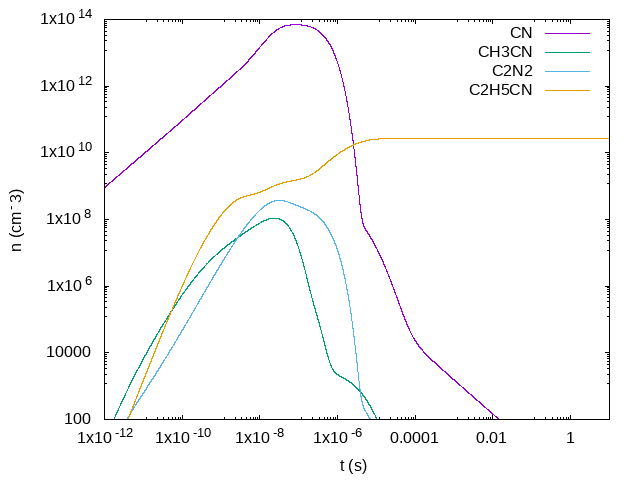 1x10^14
1x10^12
1x10^10
1x10^8
1x10^6
10000
100
n (cm^-3)
CN
CH3CN
C2N2
C2H5CN
1x10^-12 1x10^-10 1x10^-8 1x10^-6 0.0001 0.01 1
t (s)